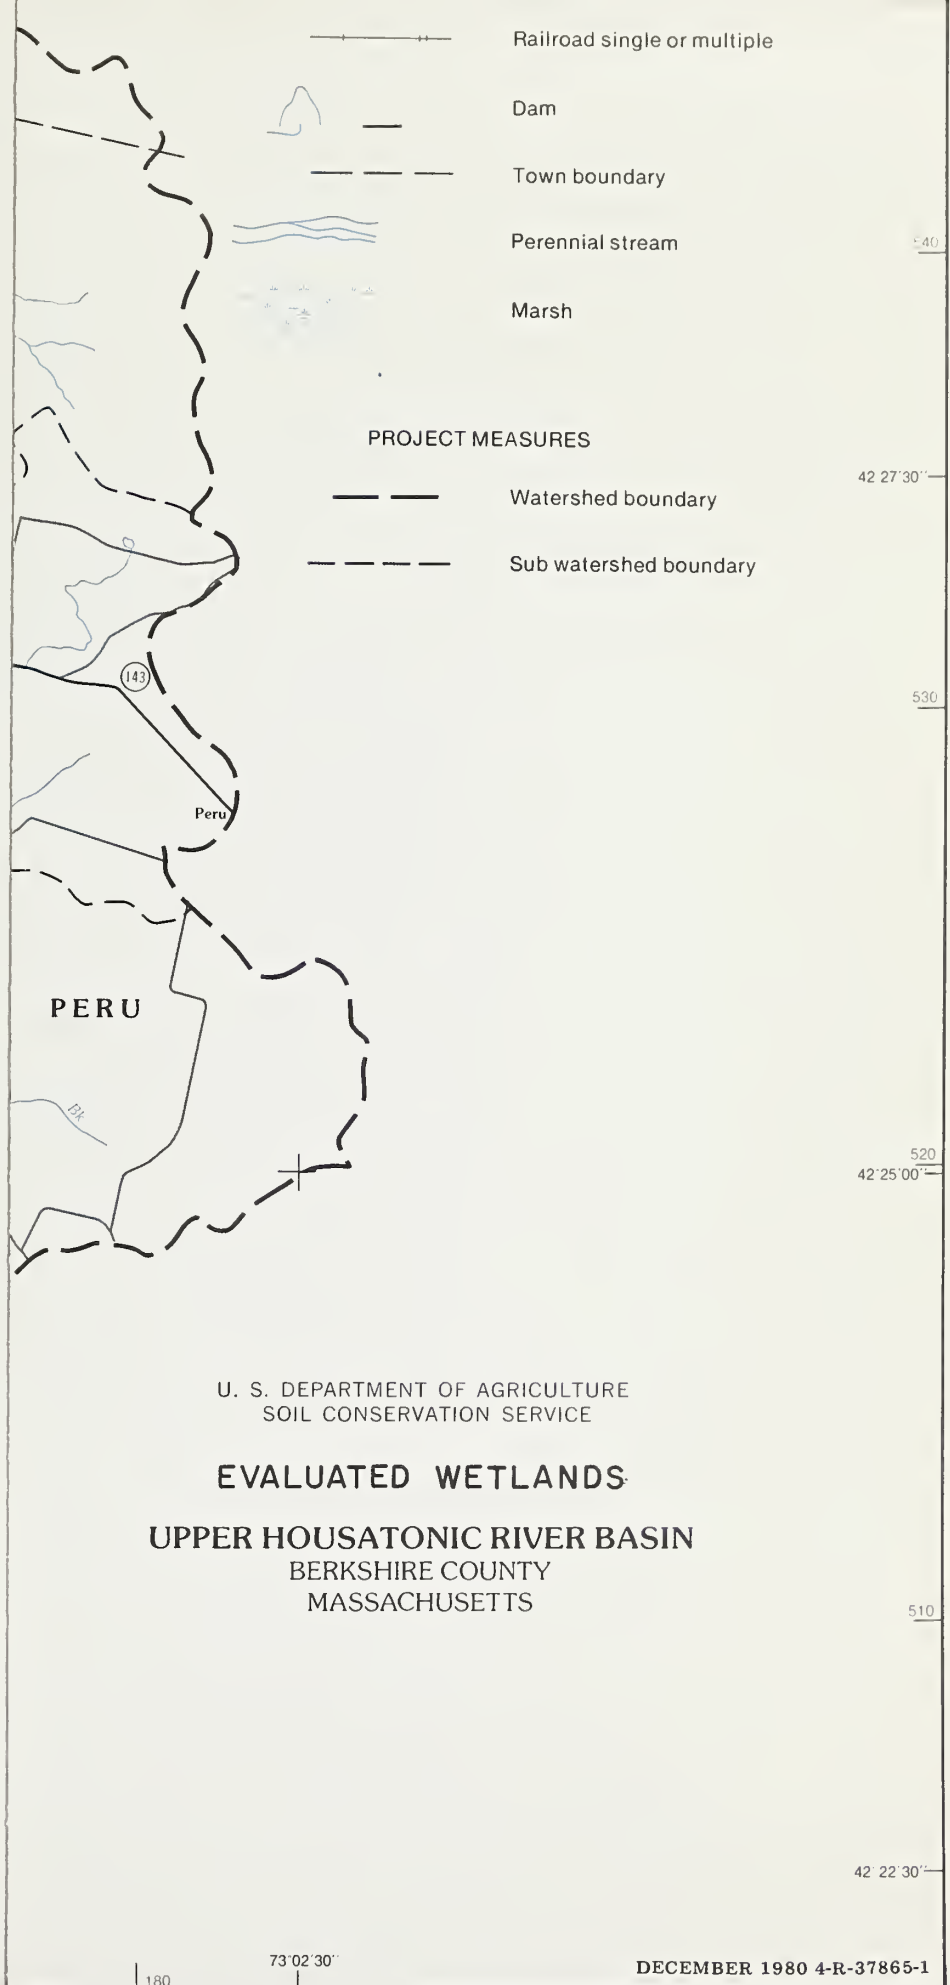 Railroad single or multiple
Dam
Town boundary
Perennial stream
540
Marsh
PROJECT MEASURES
42°27'30"
Watershed boundary
Sub watershed boundary
143
530
Peru
PERU
Bk
520
42°25'00"
U. S. DEPARTMENT OF AGRICULTURE
SOIL CONSERVATION SERVICE
EVALUATED WETLANDS
UPPER HOUSATONIC RIVER BASIN
BERKSHIRE COUNTY
MASSACHUSETTS
510
42°22'30"
73°02'30"
180
DECEMBER 1980 4-R-37865-1